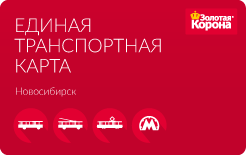 Золотая
Корона
ЕДИНАЯ
ТРАНСПОРТНАЯ
КАРТА
Новосибирск
М